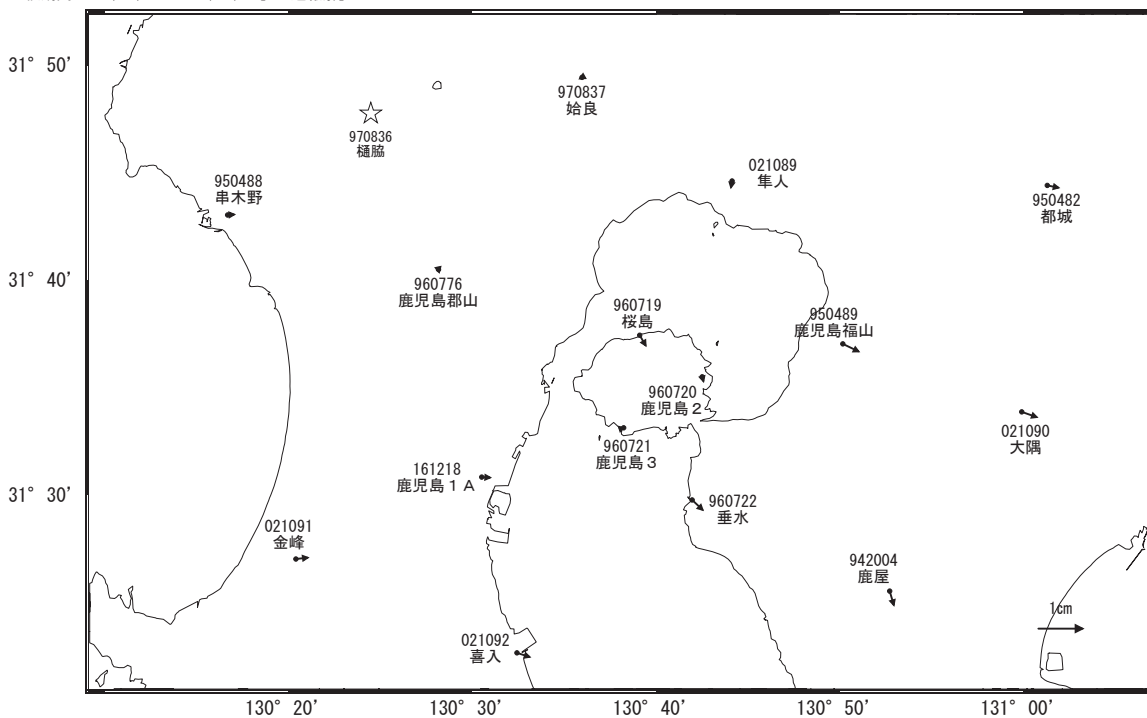 31° 50′
970837
姶良
970836
樋脇
021089
隼人
950488
串木野
950482
都城
31° 40′
960776
鹿児島郡山
960719
桜島
950489
鹿児島福山
960720
鹿児島２
021090
大隅
960721
鹿児島３
161218
鹿児島１Ａ
31° 30′
960722
垂水
021091
金峰
942004
鹿屋
1cm
021092
喜入
130° 20′
130° 30′
130° 40′
130° 50′
131° 00′